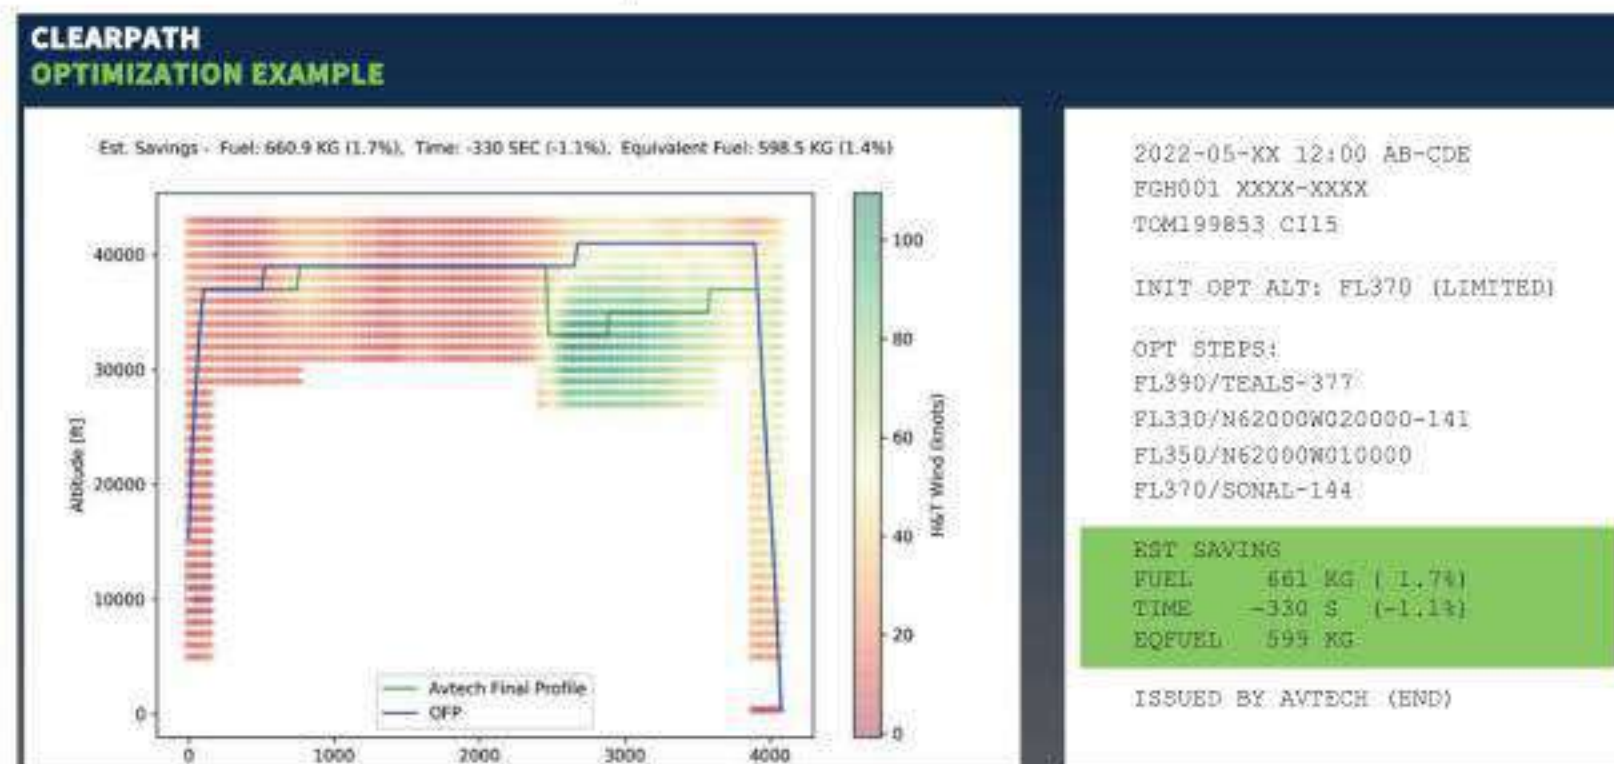 CLEARPATH
OPTIMIZATION EXAMPLE
Est. Savings - Fuel: 660.9 KG (1.7%), Time: -330 SEC (-1.1%), Equivalent Fuel: 598.5 KG (1.4%)
40000
30000
20000
10000
0
Altitude [ft]
0
1000
2000
3000
4000
Avtech Final Profile
OFP
100
80
60
40
20
0
H&T Wind (knots)
2022-05-XX 12:00 AB-CDE
FGH001 XXXX-XXXX
TOM199853 CI15
INIT OPT ALT: FL370 (LIMITED)
OPT STEPS:
FL390/TEALS-377
FL330/N62000W020000-141
FL350/N62000W010000
FL370/SONAL-144
EST SAVING
FUEL 661 KG ( 1.7%)
TIME -330 S (-1.1%)
EQFUEL 599 KG
ISSUED BY AVTECH (END)